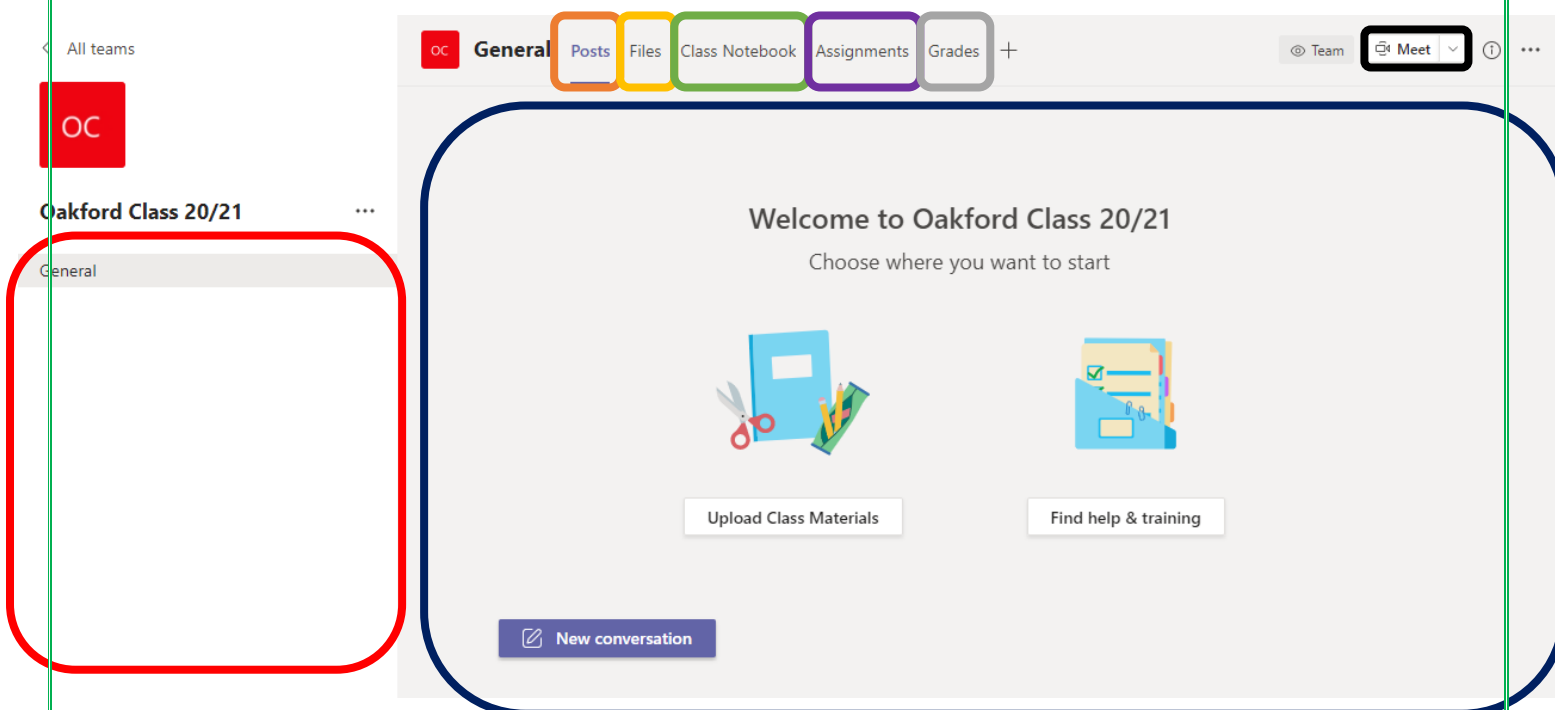 All teams
OC
Oakford Class 20/21
General
OC General Posts Files Class Notebook Assignments Grades
Team Meet
Welcome to Oakford Class 20/21
Choose where you want to start
Upload Class Materials
Find help & training
New conversation